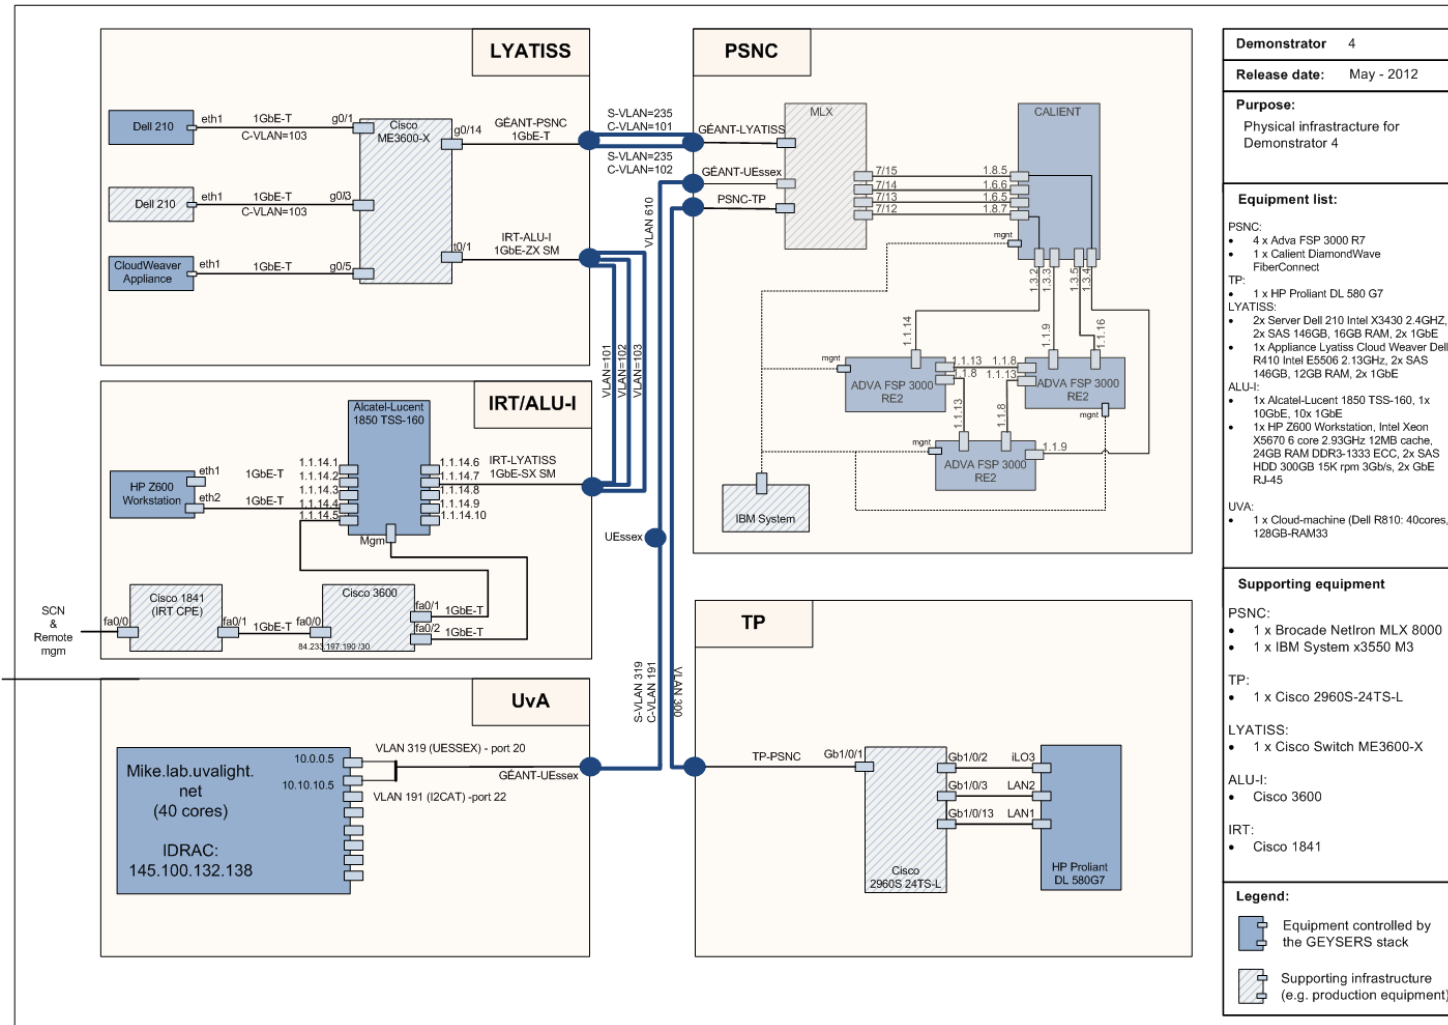 LYATISS
Dell 210
eth1
1GbE-T
C-VLAN=103
g0/1
Cisco
ME3600-X
g0/14
GÉANT-PSNC
1GbE-T
Dell 210
eth1
1GbE-T
C-VLAN=103
g0/3
CloudWeaver
Appliance
eth1
1GbE-T
g0/5
t0/1
IRT-ALU-I
1GbE-ZX SM
S-VLAN=235
C-VLAN=101
S-VLAN=235
C-VLAN=102
VLAN 610
VLAN=101
VLAN=102
VLAN=103
PSNC
GÉANT-LYATISS
GÉANT-UEssex
PSNC-TP
MLX
7/15
7/14
7/13
7/12
1.8.5
1.6.6
1.6.5
1.8.7
CALIENT
mgnt
1.3.2
1.3.3
1.3.5
1.3.4
1.1.14
1.1.9
1.1.16
mgnt
ADVA FSP 3000
RE2
1.1.13
1.1.8
1.1.8
1.1.13
ADVA FSP 3000
RE2
mgnt
1.1.13
1.1.8
mgnt
ADVA FSP 3000
RE2
1.1.9
IBM System
IRT/ALU-I
Alcatel-Lucent
1850 TSS-160
HP Z600
Workstation
eth1
1GbE-T
eth2
1GbE-T
1.1.14.1
1.1.14.2
1.1.14.3
1.1.14.4
1.1.14.5
1.1.14.6
1.1.14.7
1.1.14.8
1.1.14.9
1.1.14.10
IRT-LYATISS
1GbE-SX SM
Mgm
SCN
&
Remote
mgm
fa0/0
Cisco 1841
(IRT CPE)
fa0/1
1GbE-T
fa0/0
Cisco 3600
84.233.197.190 /30
fa0/1
1GbE-T
fa0/2
1GbE-T
UEssex
S-VLAN 319
C-VLAN 191
VLAN 300
UvA
Mike.lab.uvalight.
net
(40 cores)
IDRAC:
145.100.132.138
10.0.0.5
10.10.10.5
VLAN 319 (UESSEX) - port 20
GÉANT-UEssex
VLAN 191 (I2CAT) -port 22
TP
TP-PSNC
Gb1/0/1
Cisco
2960S 24TS-L
Gb1/0/2
iLO3
Gb1/0/3
LAN2
Gb1/0/13
LAN1
HP Proliant
DL 580G7
Demonstrator 4
Release date: May - 2012
Purpose:
Physical infrastracture for
Demonstrator 4
Equipment list:
PSNC:
• 4 x Adva FSP 3000 R7
• 1 x Calient DiamondWave
FiberConnect
TP:
• 1 x HP Proliant DL 580 G7
LYATISS:
• 2x Server Dell 210 Intel X3430 2.4GHZ,
2x SAS 146GB, 16GB RAM, 2x 1GbE
• 1x Appliance Lyatiss Cloud Weaver Dell
R410 Intel E5506 2.13GHz, 2x SAS
146GB, 12GB RAM, 2x 1GbE
ALU-I:
• 1x Alcatel-Lucent 1850 TSS-160, 1x
10GbE, 10x 1GbE
• 1x HP Z600 Workstation, Intel Xeon
X5670 6 core 2.93GHz 12MB cache,
24GB RAM DDR3-1333 ECC, 2x SAS
HDD 300GB 15K rpm 3Gb/s, 2x GbE
RJ-45
UVA:
• 1 x Cloud-machine (Dell R810: 40cores,
128GB-RAM33
Supporting equipment
PSNC:
• 1 x Brocade NetIron MLX 8000
• 1 x IBM System x3550 M3
TP:
• 1 x Cisco 2960S-24TS-L
LYATISS:
• 1 x Cisco Switch ME3600-X
ALU-I:
• Cisco 3600
IRT:
• Cisco 1841
Legend:
Equipment controlled by
the GEYSERS stack
Supporting infrastructure
(e.g. production equipment)